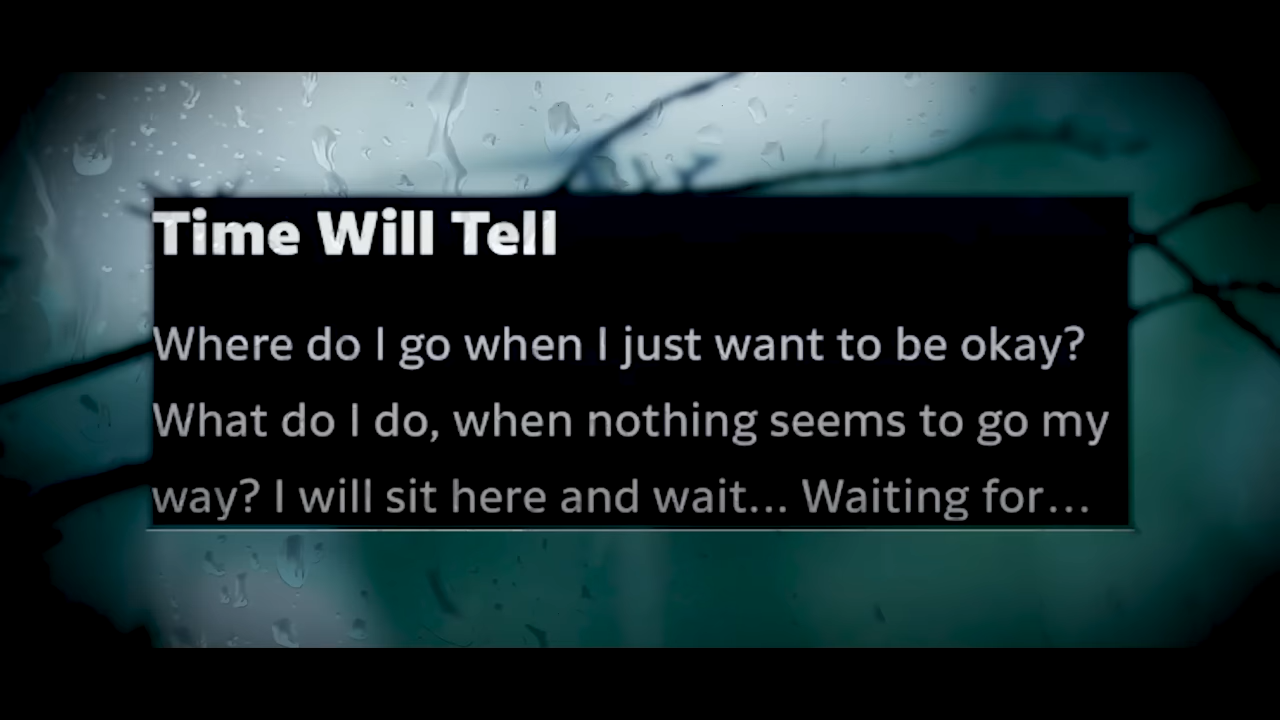 Time Will Tell
Where do I go when I just want to be okay?
What do I do, when nothing seems to go my
way? I will sit here and wait... Waiting for...